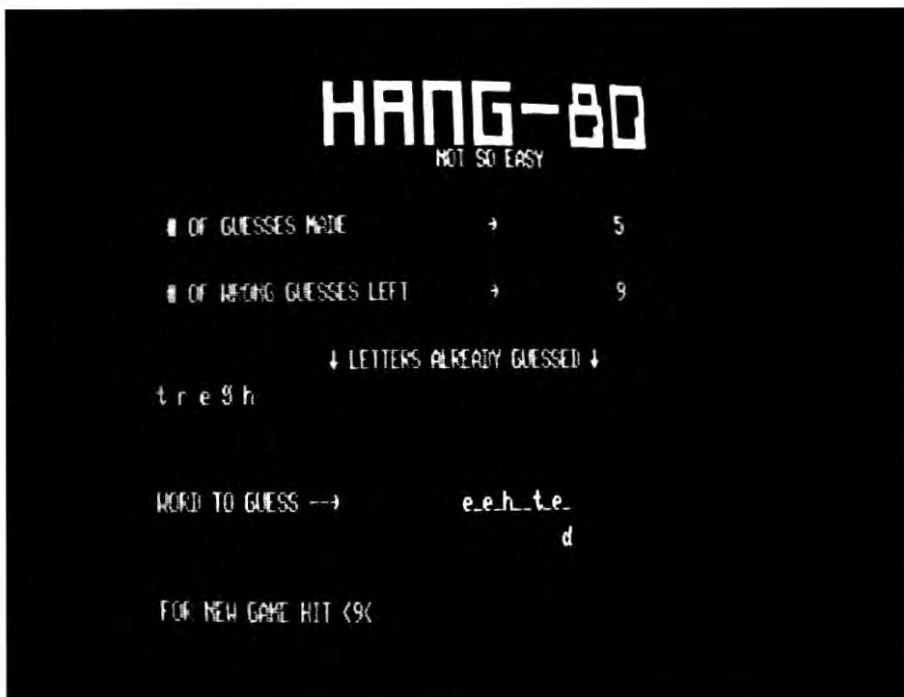 HANG-80
NOT SO EASY
# OF GUESSES MADE → 5
# OF WRONG GUESSES LEFT → 9
↓ LETTERS ALREADY GUESSED ↓
t r e g h
WORD TO GUESS --→ e_e_h__t_e_
d
FOR NEW GAME HIT <9<